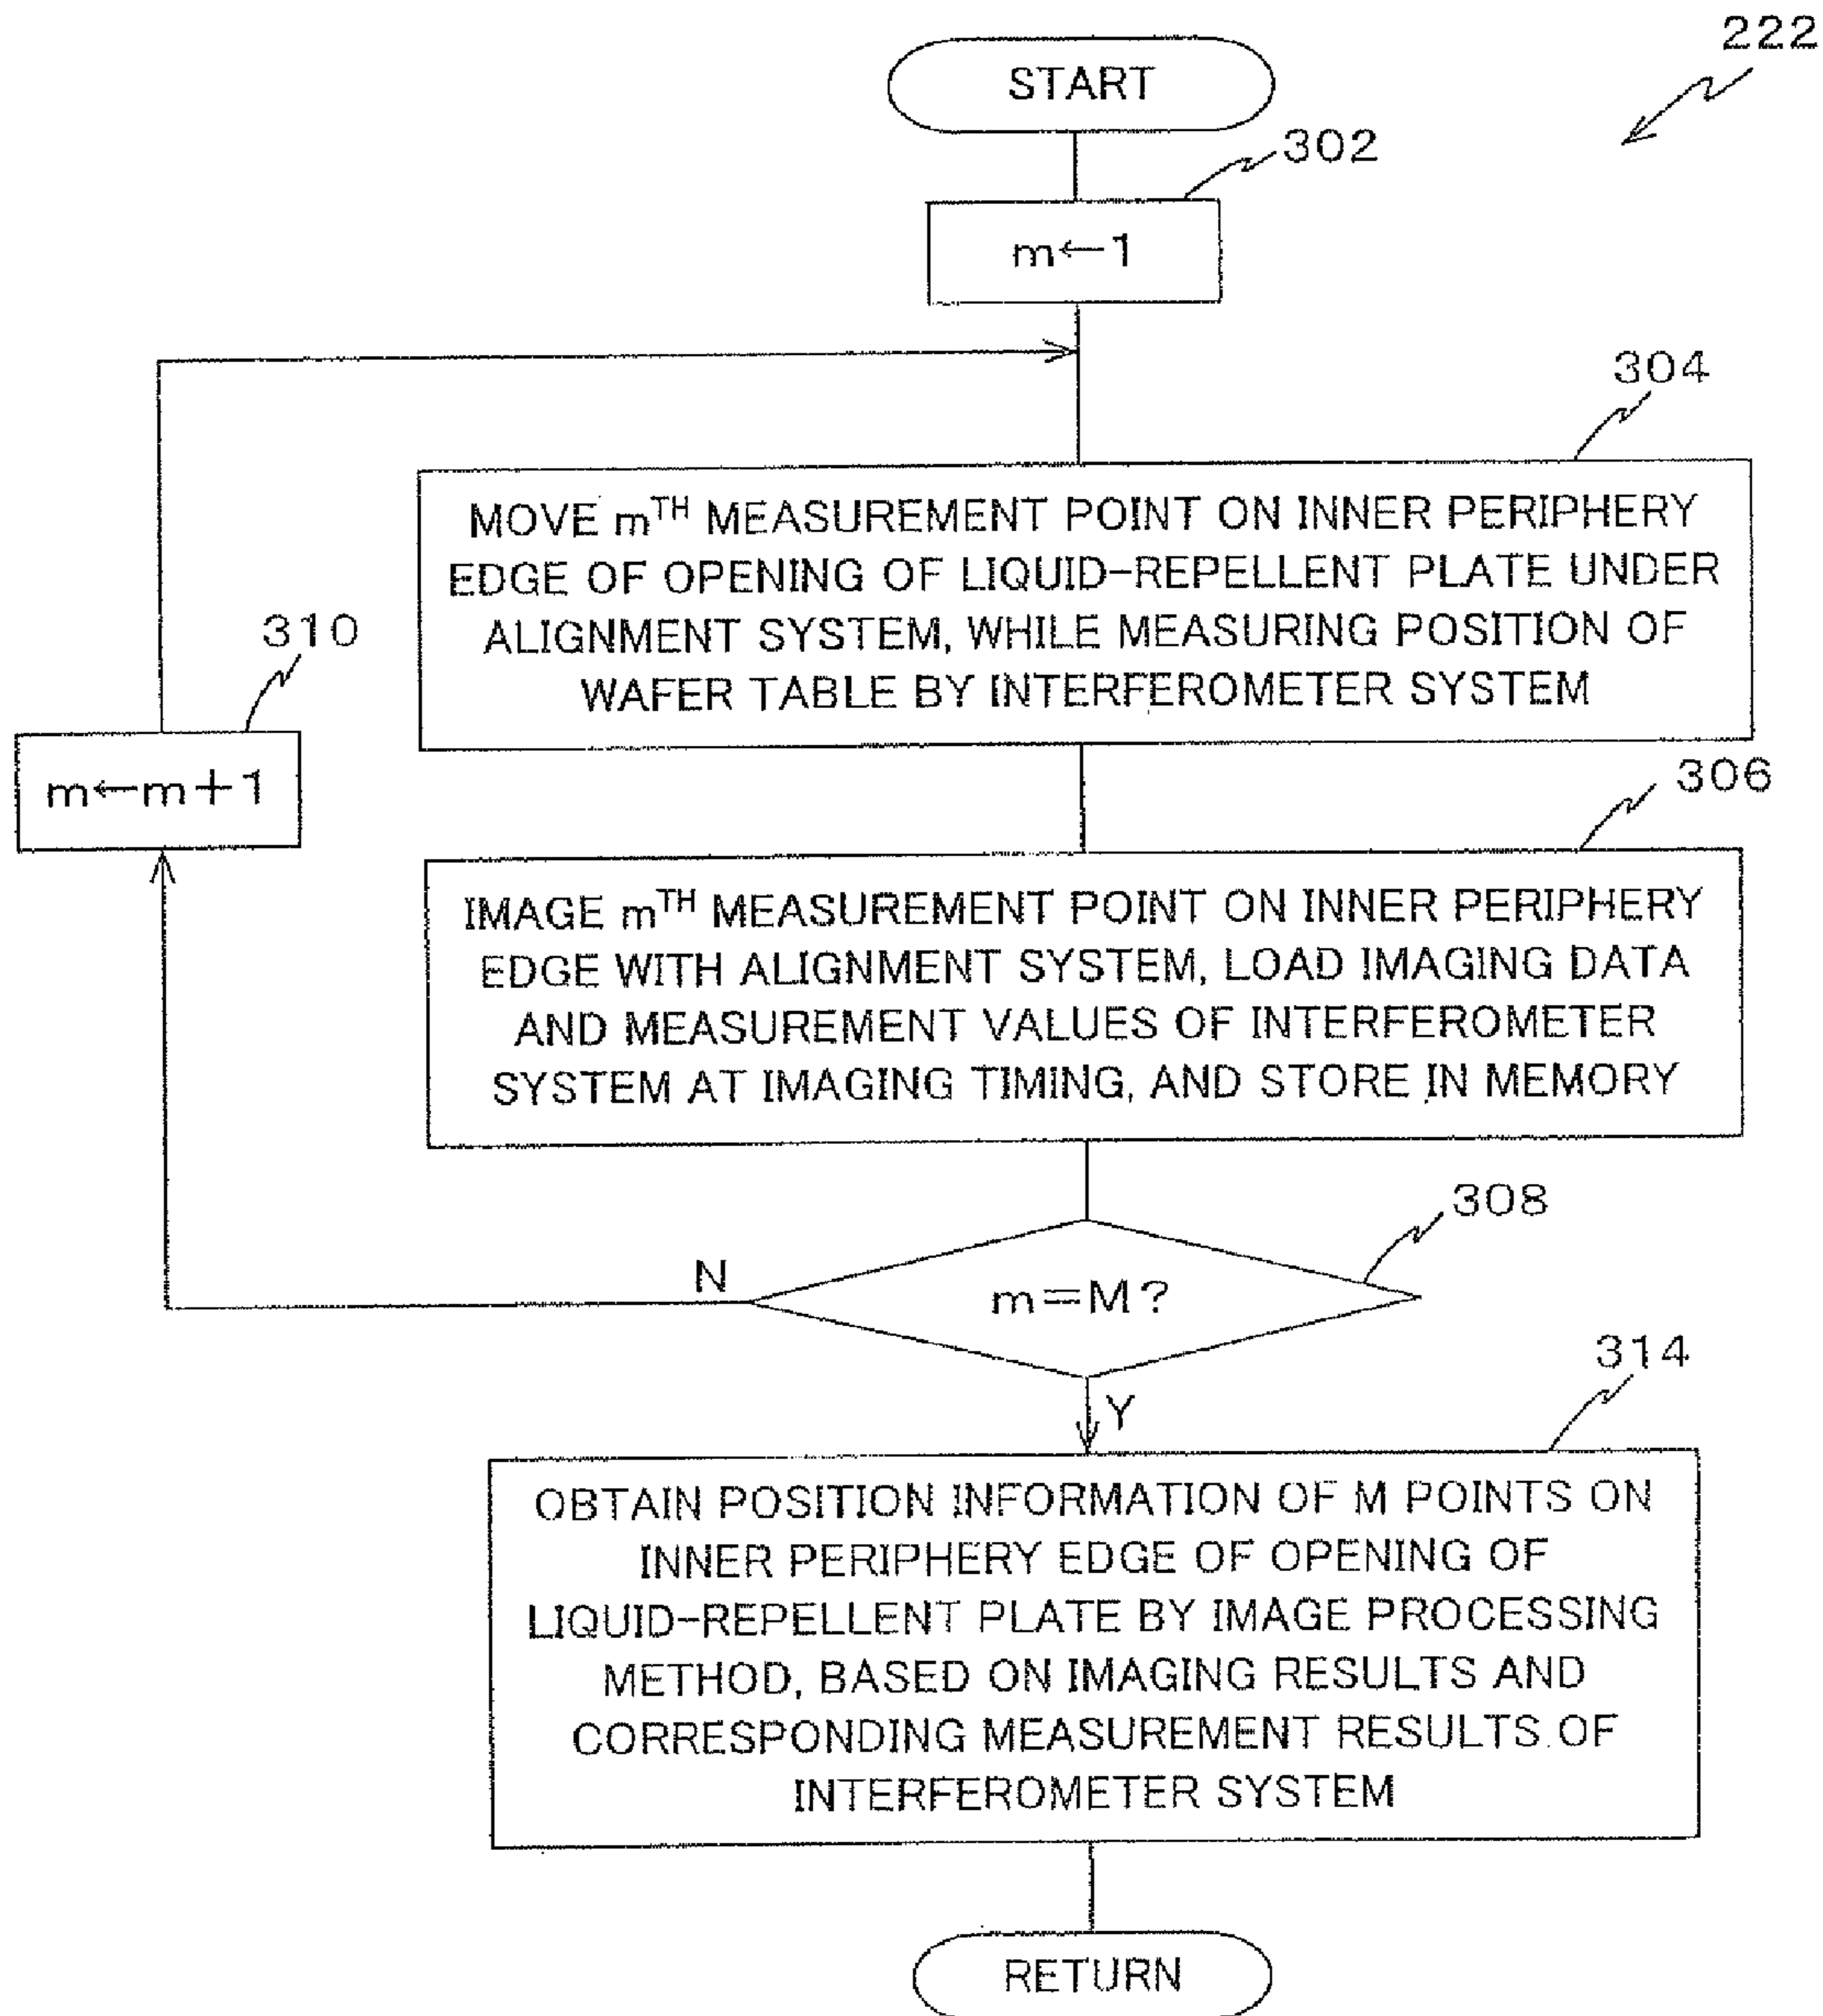 222
START
302
m←1
304
MOVE mTH MEASUREMENT POINT ON INNER PERIPHERY
EDGE OF OPENING OF LIQUID-REPELLENT PLATE UNDER
ALIGNMENT SYSTEM, WHILE MEASURING POSITION OF
WAFER TABLE BY INTERFEROMETER SYSTEM
310
m←m+1
306
IMAGE mTH MEASUREMENT POINT ON INNER PERIPHERY
EDGE WITH ALIGNMENT SYSTEM, LOAD IMAGING DATA
AND MEASUREMENT VALUES OF INTERFEROMETER
SYSTEM AT IMAGING TIMING, AND STORE IN MEMORY
308
N
m=M?
314
Y
OBTAIN POSITION INFORMATION OF M POINTS ON
INNER PERIPHERY EDGE OF OPENING OF
LIQUID-REPELLENT PLATE BY IMAGE PROCESSING
METHOD, BASED ON IMAGING RESULTS AND
CORRESPONDING MEASUREMENT RESULTS OF
INTERFEROMETER SYSTEM
RETURN